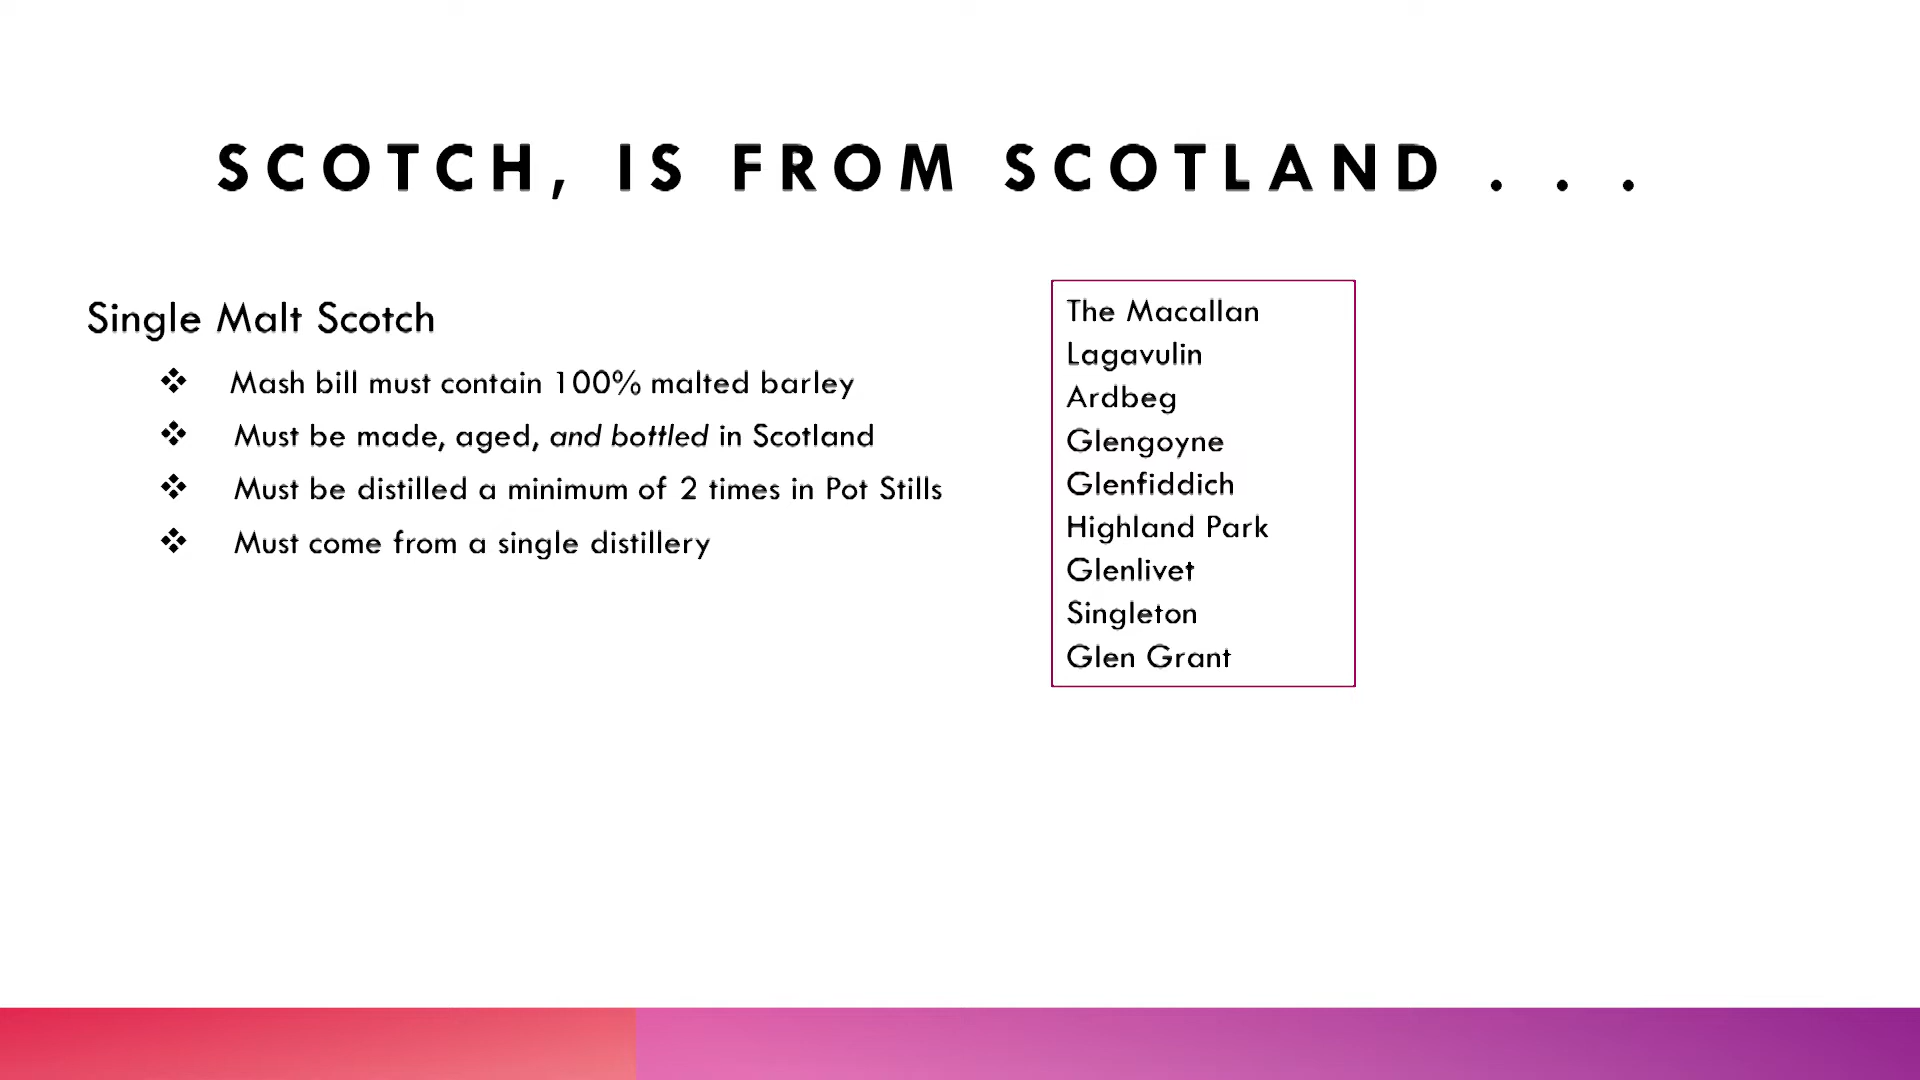 SCOTCH, IS FROM SCOTLAND . . .
Single Malt Scotch
❖ Mash bill must contain 100% malted barley
❖ Must be made, aged, and bottled in Scotland
❖ Must be distilled a minimum of 2 times in Pot Stills
❖ Must come from a single distillery
The Macallan
Lagavulin
Ardbeg
Glengoyne
Glenfiddich
Highland Park
Glenlivet
Singleton
Glen Grant